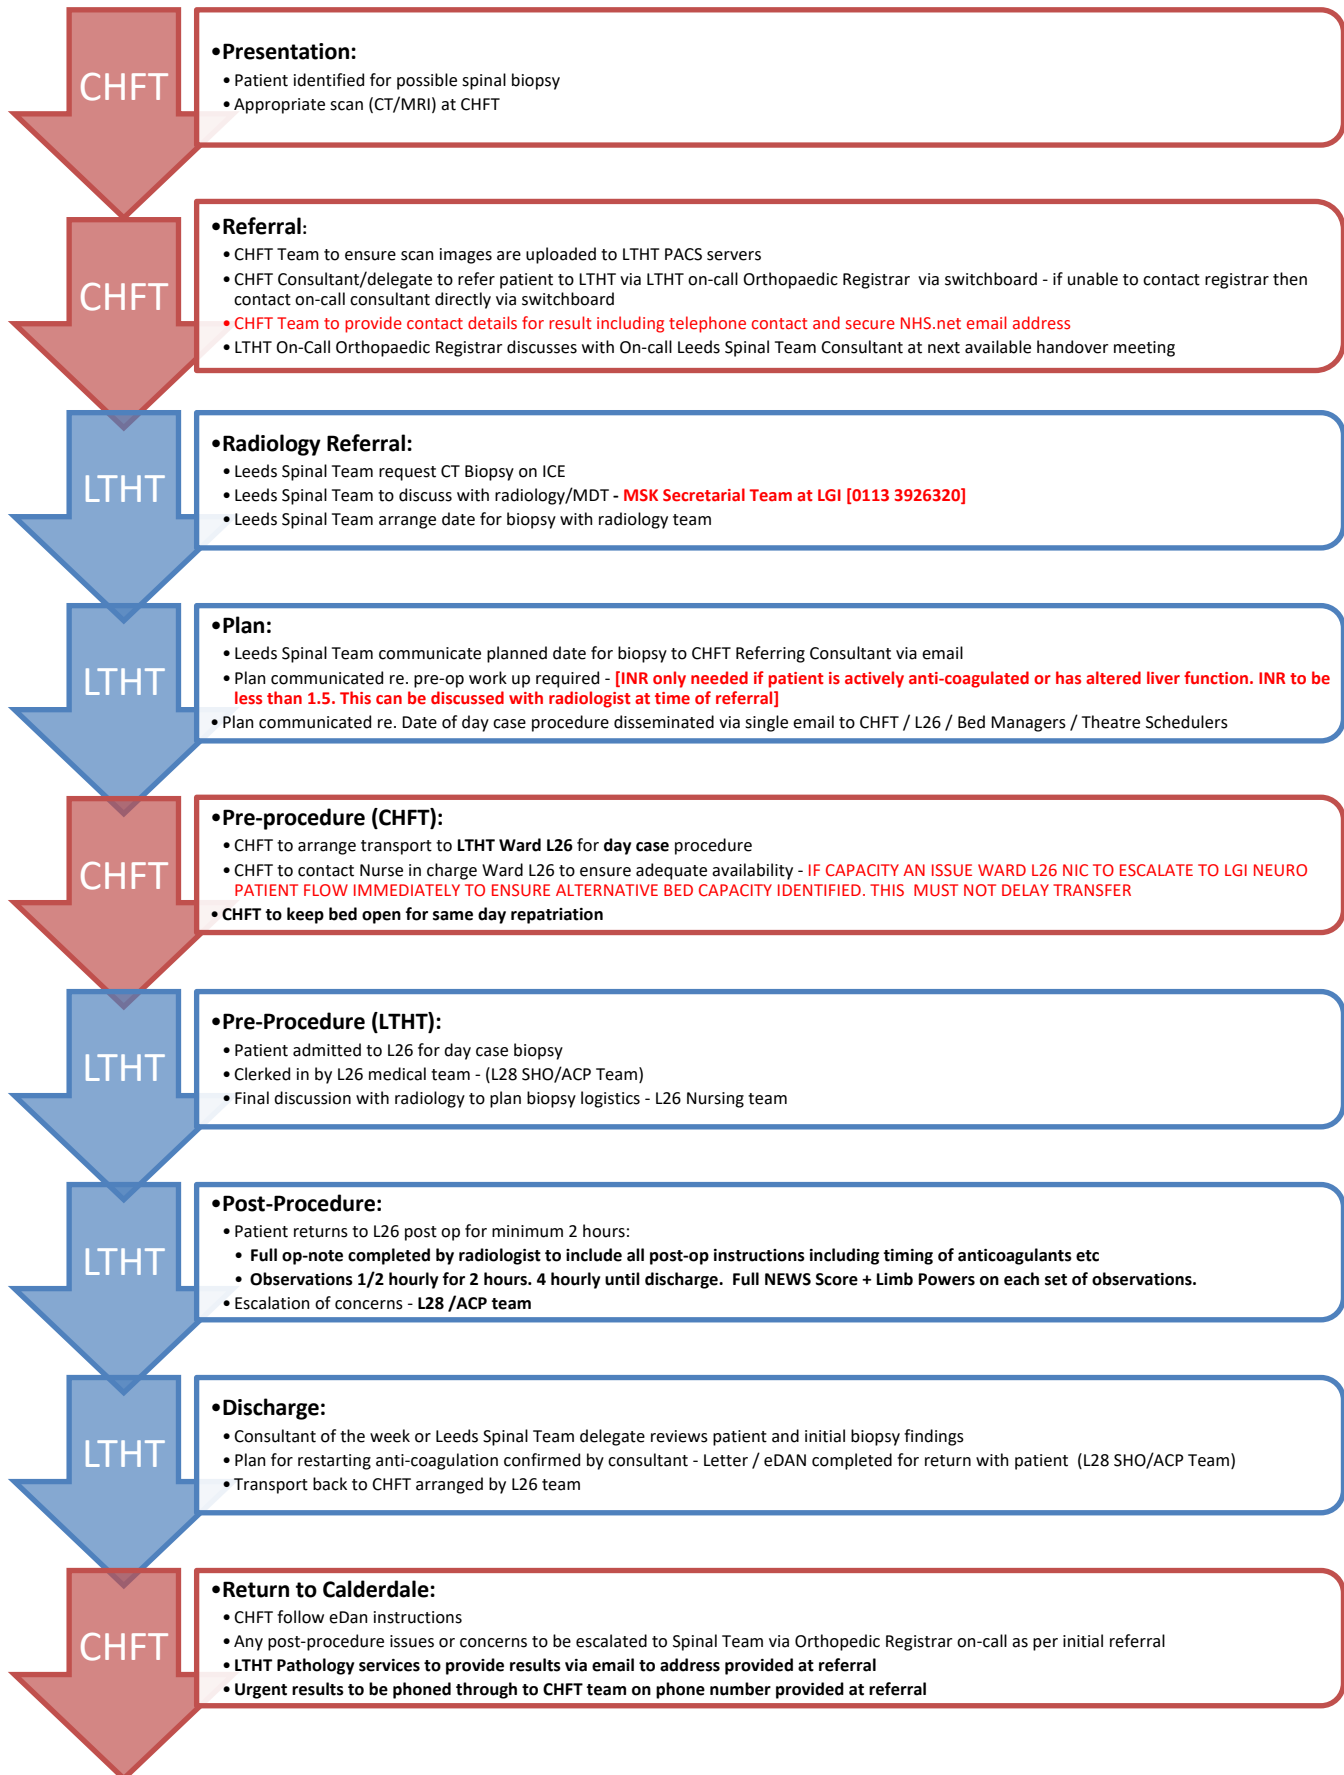 CHFT
•Presentation:
• Patient identified for possible spinal biopsy
• Appropriate scan (CT/MRI) at CHFT
CHFT
•Referral:
• CHFT Team to ensure scan images are uploaded to LTHT PACS servers
• CHFT Consultant/delegate to refer patient to LTHT via LTHT on-call Orthopaedic Registrar via switchboard - if unable to contact registrar then
contact on-call consultant directly via switchboard
• CHFT Team to provide contact details for result including telephone contact and secure NHS.net email address
• LTHT On-Call Orthopaedic Registrar discusses with On-call Leeds Spinal Team Consultant at next available handover meeting
LTHT
•Radiology Referral:
• Leeds Spinal Team request CT Biopsy on ICE
• Leeds Spinal Team to discuss with radiology/MDT - MSK Secretarial Team at LGI [0113 3926320]
• Leeds Spinal Team arrange date for biopsy with radiology team
LTHT
•Plan:
• Leeds Spinal Team communicate planned date for biopsy to CHFT Referring Consultant via email
• Plan communicated re. pre-op work up required - [INR only needed if patient is actively anti-coagulated or has altered liver function. INR to be
less than 1.5. This can be discussed with radiologist at time of referral]
• Plan communicated re. Date of day case procedure disseminated via single email to CHFT / L26 / Bed Managers / Theatre Schedulers
CHFT
•Pre-procedure (CHFT):
• CHFT to arrange transport to LTHT Ward L26 for day case procedure
• CHFT to contact Nurse in charge Ward L26 to ensure adequate availability - IF CAPACITY AN ISSUE WARD L26 NIC TO ESCALATE TO LGI NEURO
PATIENT FLOW IMMEDIATELY TO ENSURE ALTERNATIVE BED CAPACITY IDENTIFIED. THIS MUST NOT DELAY TRANSFER
• CHFT to keep bed open for same day repatriation
LTHT
•Pre-Procedure (LTHT):
• Patient admitted to L26 for day case biopsy
• Clerked in by L26 medical team - (L28 SHO/ACP Team)
• Final discussion with radiology to plan biopsy logistics - L26 Nursing team
LTHT
•Post-Procedure:
• Patient returns to L26 post op for minimum 2 hours:
• Full op-note completed by radiologist to include all post-op instructions including timing of anticoagulants etc
• Observations 1/2 hourly for 2 hours. 4 hourly until discharge. Full NEWS Score + Limb Powers on each set of observations.
• Escalation of concerns - L28 /ACP team
LTHT
•Discharge:
• Consultant of the week or Leeds Spinal Team delegate reviews patient and initial biopsy findings
• Plan for restarting anti-coagulation confirmed by consultant - Letter / eDAN completed for return with patient (L28 SHO/ACP Team)
• Transport back to CHFT arranged by L26 team
CHFT
•Return to Calderdale:
• CHFT follow eDan instructions
• Any post-procedure issues or concerns to be escalated to Spinal Team via Orthopedic Registrar on-call as per initial referral
• LTHT Pathology services to provide results via email to address provided at referral
• Urgent results to be phoned through to CHFT team on phone number provided at referral